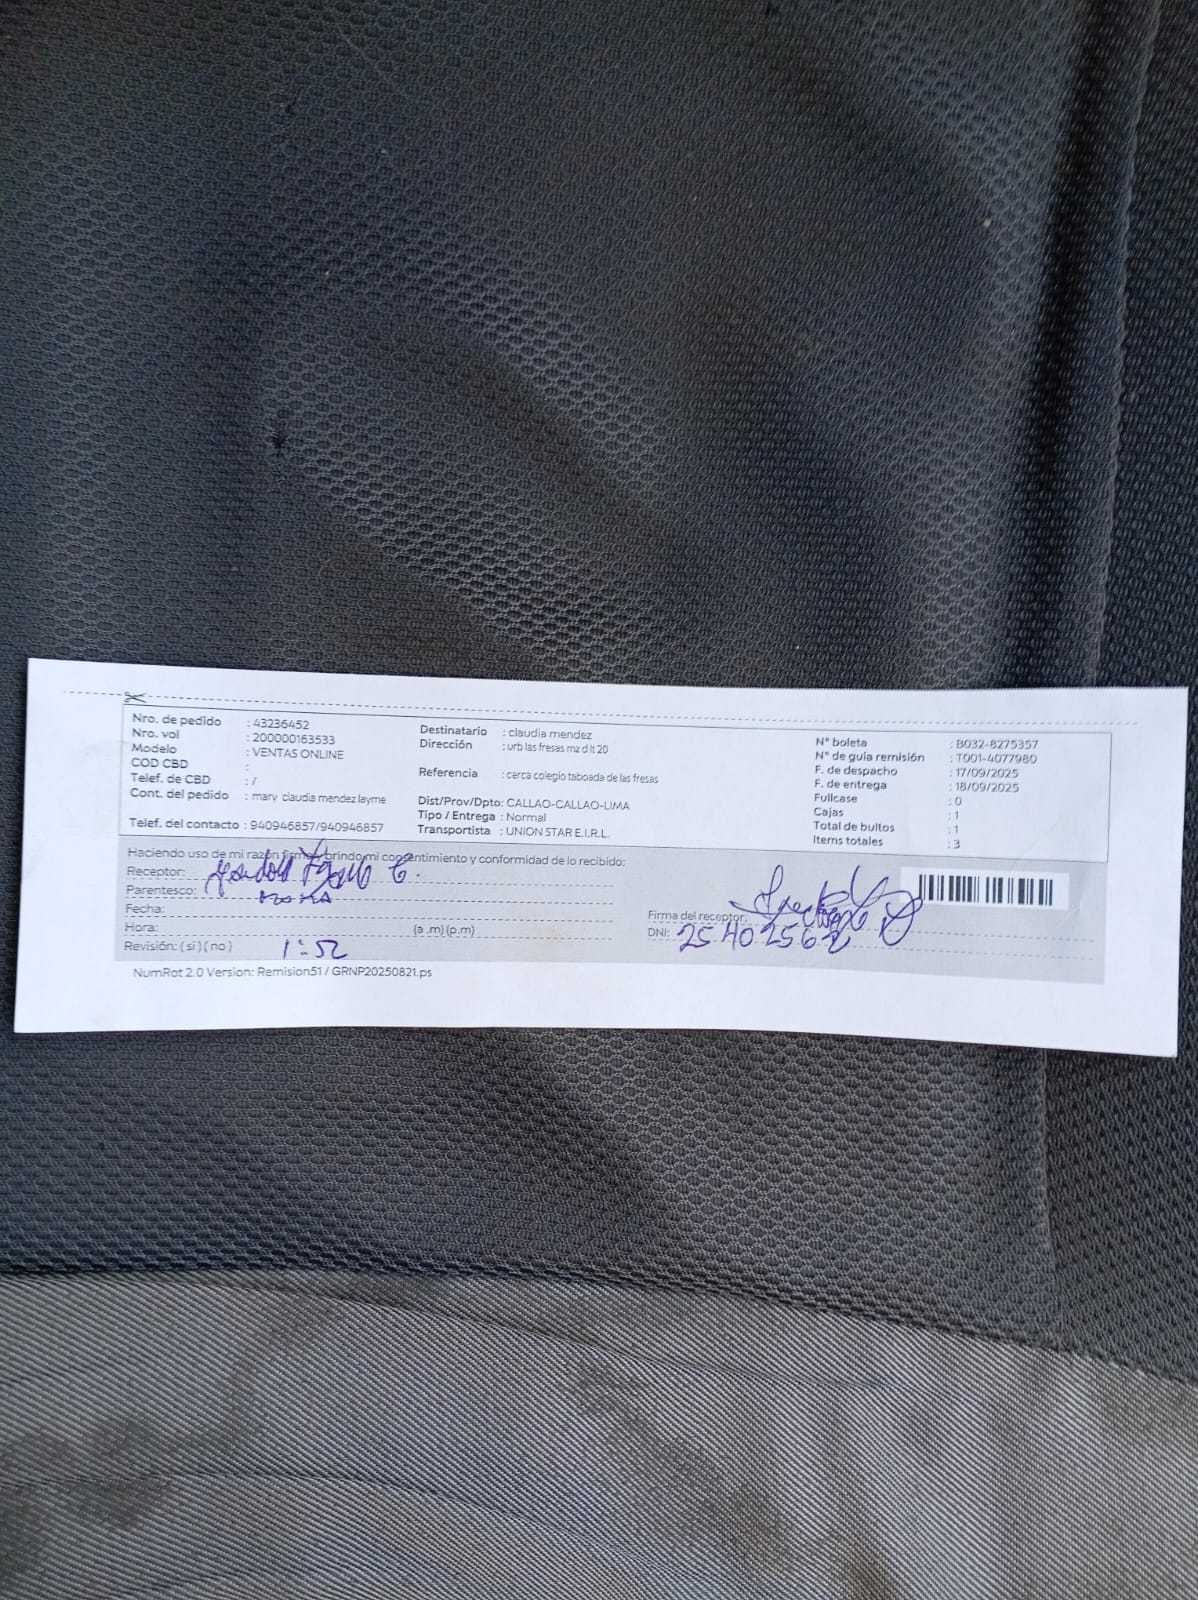 Nro. de pedido : 43236452
Nro. vol : 200000163533
Modelo : VENTAS ONLINE
COD CBD :
Telef. de CBD : /
Cont. del pedido : mary claudia mendez layme
Telef. del contacto : 940946857/940946857
Destinatario : claudia mendez
Dirección : urb las fresas mz d lt 20
Referencia : cerca colegio taboada de las fresas
Dist/Prov/Dpto: CALLAO-CALLAO-LIMA
Tipo / Entrega : Normal
Transportista : UNION STAR E.I.R.L.
N° boleta : B032-8275357
N° de guia remisión : T001-4077980
F. de despacho : 17/09/2025
F. de entrega : 18/09/2025
Fullcase : 0
Cajas : 1
Total de bultos : 1
Items totales : 3
Haciendo uso de mi razón firmo y brindo mi consentimiento y conformidad de lo recibido:
Receptor:
Parentesco:
Fecha:
Hora: (a .m) (p.m)
Revisión: ( si ) ( no ) 1:52
Firma del receptor:
DNI: 25 40 256
NumRot 2.0 Version: Remision51 / GRNP20250821.ps